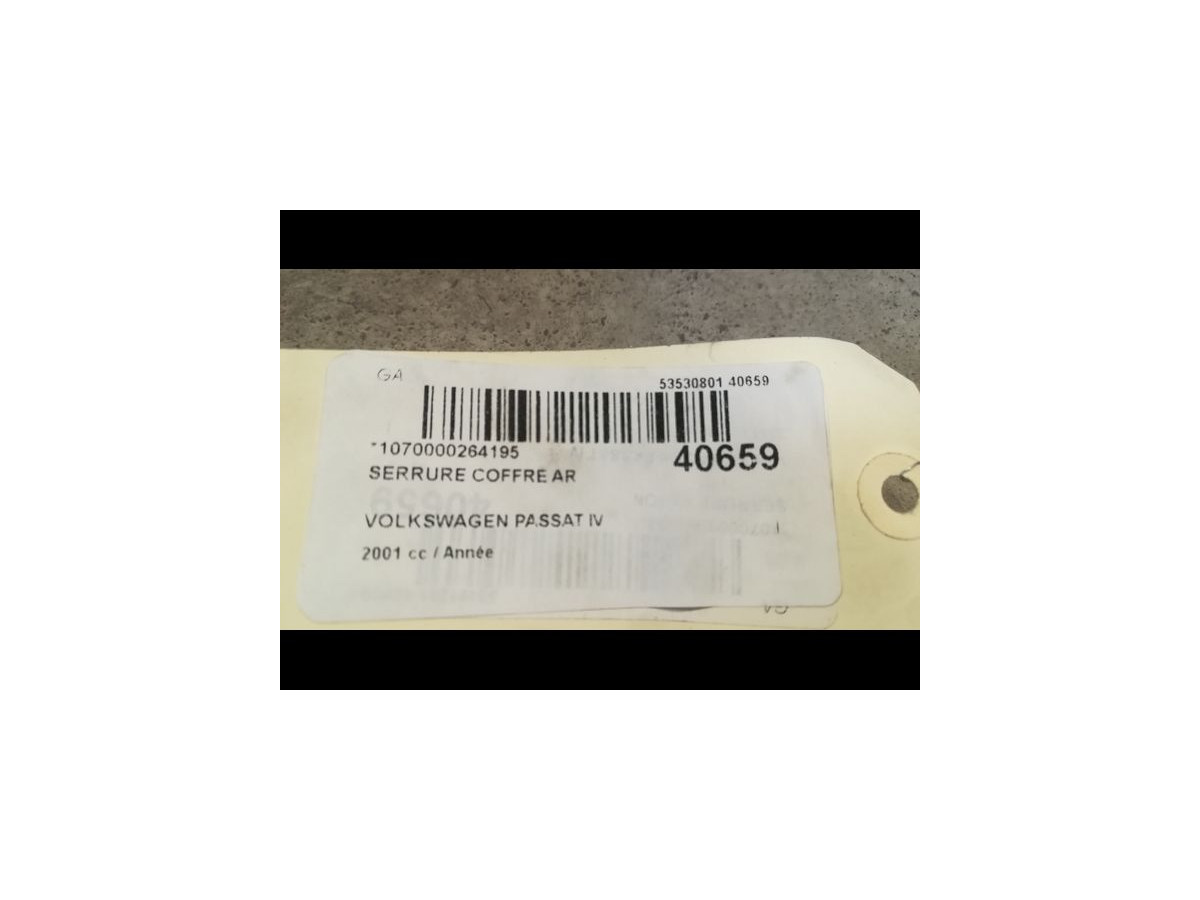 GA
53530801 40659
*1070000264195
40659
SERRURE COFFRE AR
VOLKSWAGEN PASSAT IV
2001 cc / Année